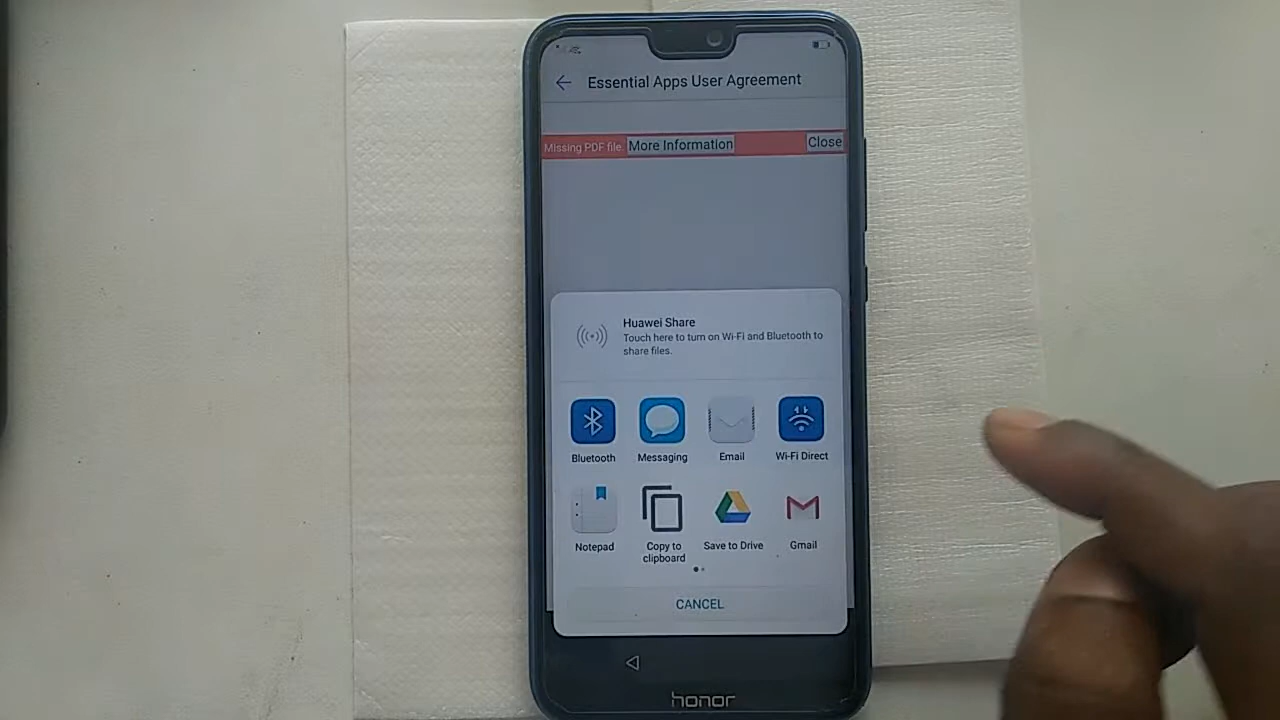 Essential Apps User Agreement
Missing PDF file. More Information Close
Huawei Share
Touch here to turn on Wi-Fi and Bluetooth to
share files.
Bluetooth Messaging Email Wi-Fi Direct
Notepad Copy to Save to Drive Gmail
clipboard
CANCEL
honor